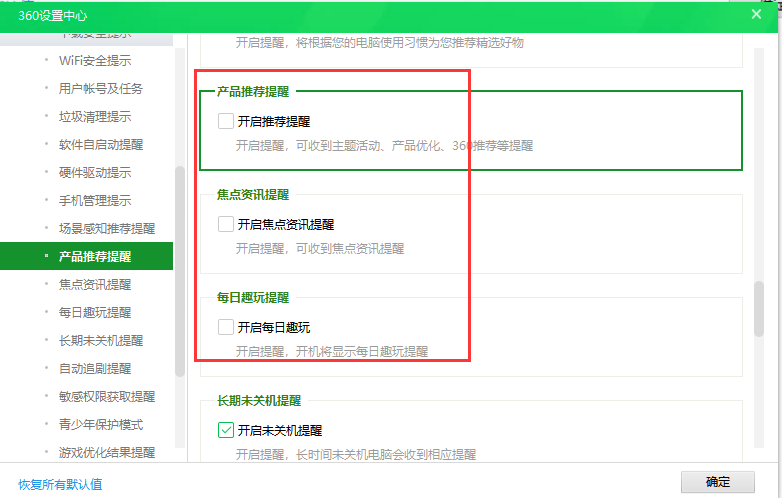 360设置中心
下载安全提示
WiFi安全提示
用户帐号及任务
垃圾清理提示
软件自启动提醒
硬件驱动提示
手机管理提示
场景感知推荐提醒
产品推荐提醒
焦点资讯提醒
每日趣玩提醒
长期未关机提醒
自动追剧提醒
敏感权限获取提醒
青少年保护模式
游戏优化结果提醒
开启提醒，将根据您的电脑使用习惯为您推荐精选好物
产品推荐提醒
开启推荐提醒
开启提醒，可收到主题活动、产品优化、360推荐等提醒
焦点资讯提醒
开启焦点资讯提醒
开启提醒，可收到焦点资讯提醒
每日趣玩提醒
开启每日趣玩
开启提醒，开机将显示每日趣玩提醒
长期未关机提醒
开启未关机提醒
开启提醒，长时间未关机电脑会收到相应提醒
恢复所有默认值
确定